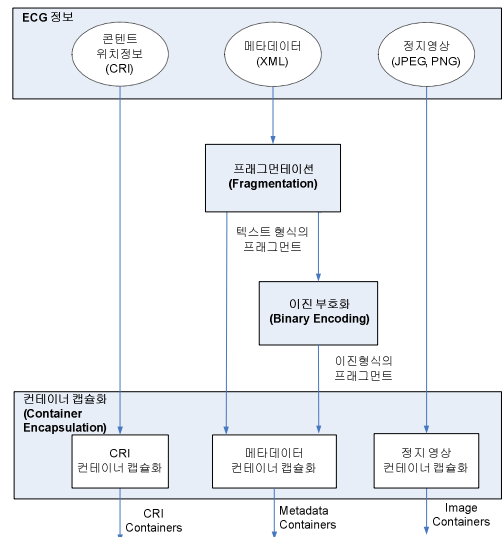 ECG 정보
콘텐트
위치정보
(CRI)
메타데이터
(XML)
정지영상
(JPEG, PNG)
프래그먼테이션
(Fragmentation)
텍스트 형식의
프래그먼트
이진 부호화
(Binary Encoding)
이진형식의
프래그먼트
컨테이너 캡슐화
(Container
Encapsulation)
CRI
컨테이너 캡슐화
메타데이터
컨테이너 캡슐화
정지 영상
컨테이너 캡슐화
CRI
Containers
Metadata
Containers
Image
Containers